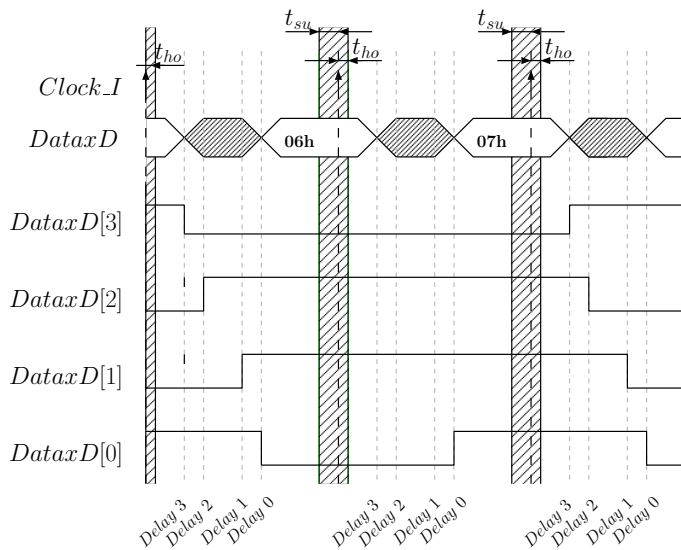 t_su
t_su
t_ho
t_ho
t_ho
Clock_I
DataxD
06h
07h
DataxD[3]
DataxD[2]
DataxD[1]
DataxD[0]
Delay 3
Delay 2
Delay 1
Delay 0
Delay 3
Delay 2
Delay 1
Delay 0
Delay 3
Delay 2
Delay 1
Delay 0